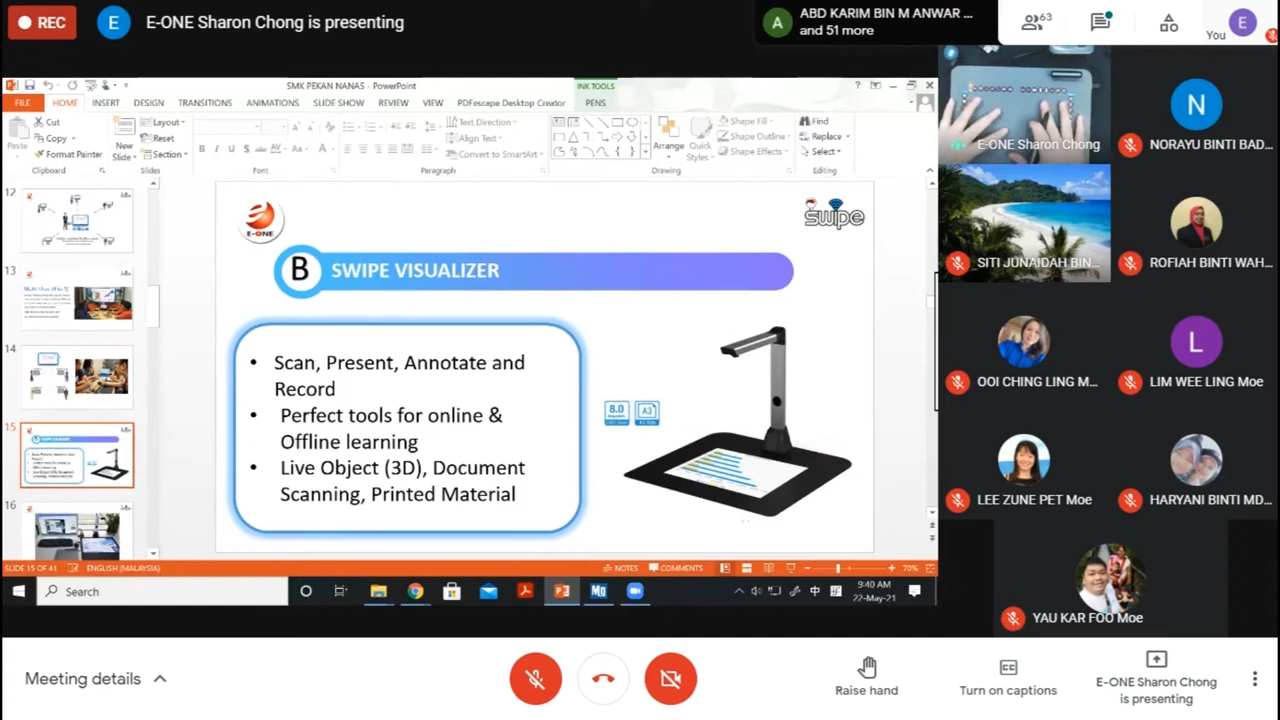 REC
E
E-ONE Sharon Chong is presenting
A
ABD KARIM BIN M ANWAR ...
and 51 more
63
You
E
SMK PEKAN NANAS - PowerPoint
INK TOOLS
FILE
HOME
INSERT
DESIGN
TRANSITIONS
ANIMATIONS
SLIDE SHOW
REVIEW
VIEW
PDFescape Desktop Creator
PENS
Paste
Cut
Copy
Format Painter
Clipboard
New
Slide
Layout
Reset
Section
Slides
Font
Text Direction
Align Text
Convert to SmartArt
Paragraph
Arrange
Quick
Styles
Shape Fill
Shape Outline
Shape Effects
Drawing
Find
Replace
Select
Editing
12
13
14
15
16
E-ONE
swipe
B
SWIPE VISUALIZER
• Scan, Present, Annotate and
Record
• Perfect tools for online &
Offline learning
• Live Object (3D), Document
Scanning, Printed Material
8.0
A3
SLIDE 15 OF 41
ENGLISH (MALAYSIA)
NOTES
COMMENTS
70%
Search
9:40 AM
22-May-21
中
E-ONE Sharon Chong
N
NORAYU BINTI BAD...
SITI JUNAIDAH BIN...
ROFIAH BINTI WAH...
OOI CHING LING M...
L
LIM WEE LING Moe
LEE ZUNE PET Moe
HARYANI BINTI MD...
YAU KAR FOO Moe
Meeting details
Raise hand
Turn on captions
E-ONE Sharon Chong
is presenting